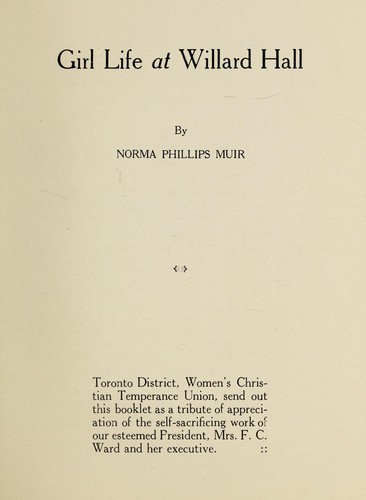 Girl Life at Willard Hall
By
NORMA PHILLIPS MUIR
Toronto District, Women's Chris-
tian Temperance Union, send out
this booklet as a tribute of appreci-
ation of the self-sacrificing work of
our esteemed President, Mrs. F. C.
Ward and her executive. ::